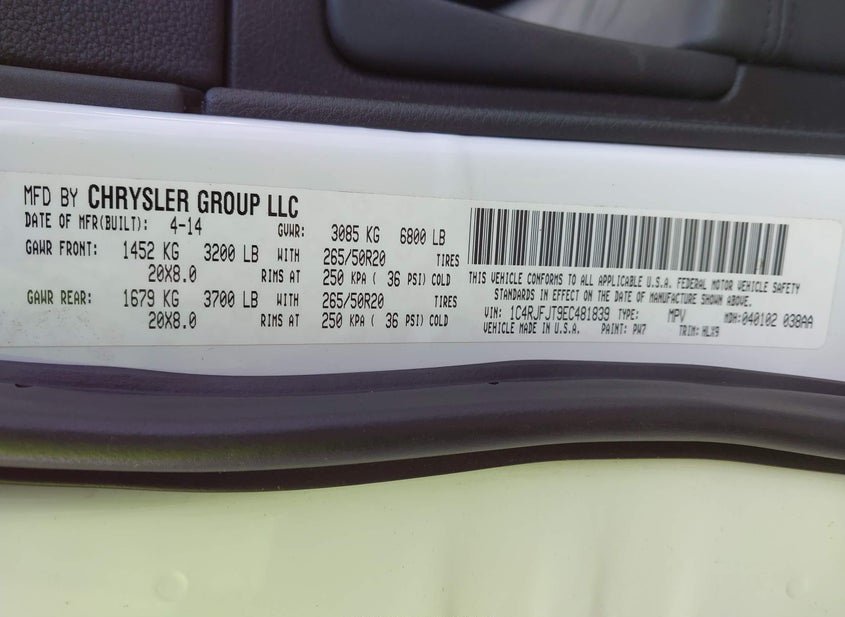 MFD BY CHRYSLER GROUP LLC
DATE OF MFR(BUILT): 4-14 GVWR: 3085 KG 6800 LB
GAWR FRONT: 1452 KG 3200 LB WITH 265/50R20 TIRES
20X8.0 RIMS AT 250 KPA ( 36 PSI) COLD
GAWR REAR: 1679 KG 3700 LB WITH 265/50R20 TIRES
20X8.0 RIMS AT 250 KPA ( 36 PSI) COLD
THIS VEHICLE CONFORMS TO ALL APPLICABLE U.S.A. FEDERAL MOTOR VEHICLE SAFETY
STANDARDS IN EFFECT ON THE DATE OF MANUFACTURE SHOWN ABOVE.
VIN: 1C4RJFJT9EC481839 TYPE: MPV MDH: 040102 038AA
VEHICLE MADE IN U.S.A. PAINT: PW7 TRIM: HLX9